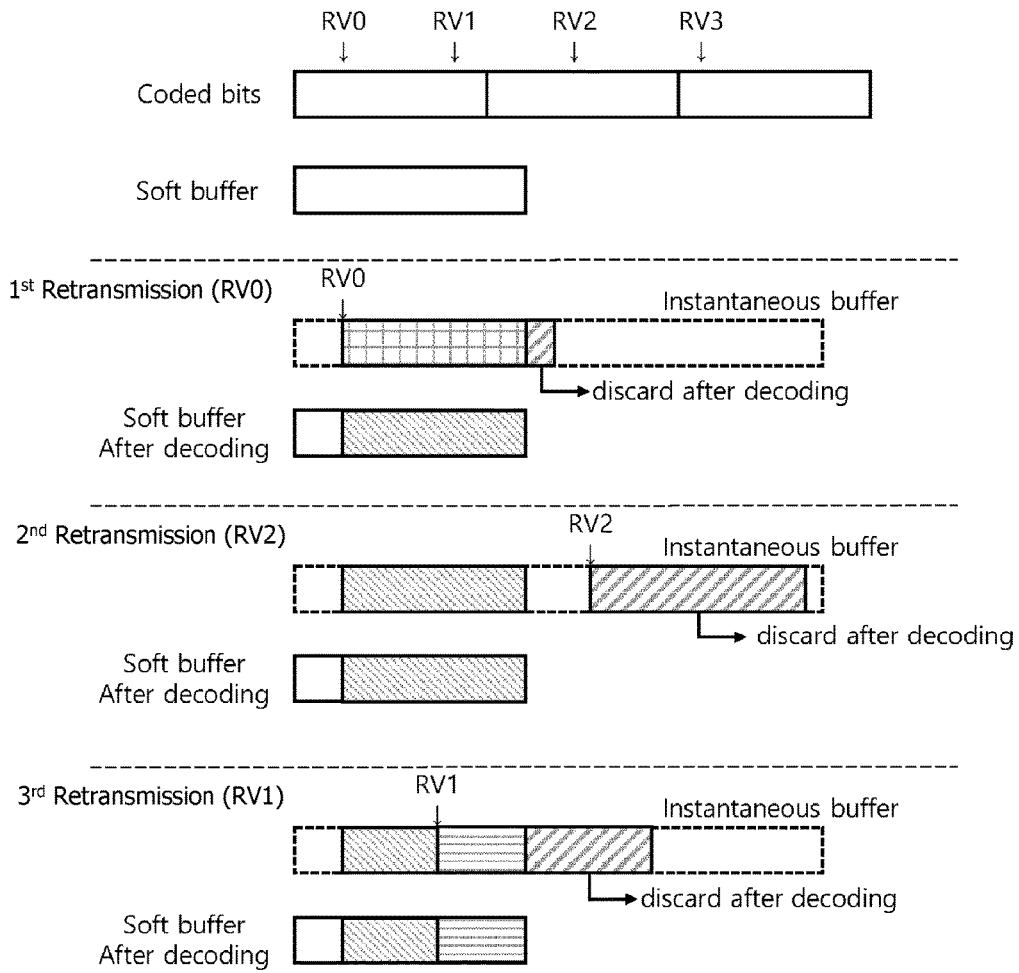 RV0 RV1 RV2 RV3
Coded bits
Soft buffer
RV0
1st Retransmission (RV0)
Instantaneous buffer
discard after decoding
Soft buffer
After decoding
RV2
2nd Retransmission (RV2)
Instantaneous buffer
discard after decoding
Soft buffer
After decoding
RV1
3rd Retransmission (RV1)
Instantaneous buffer
discard after decoding
Soft buffer
After decoding